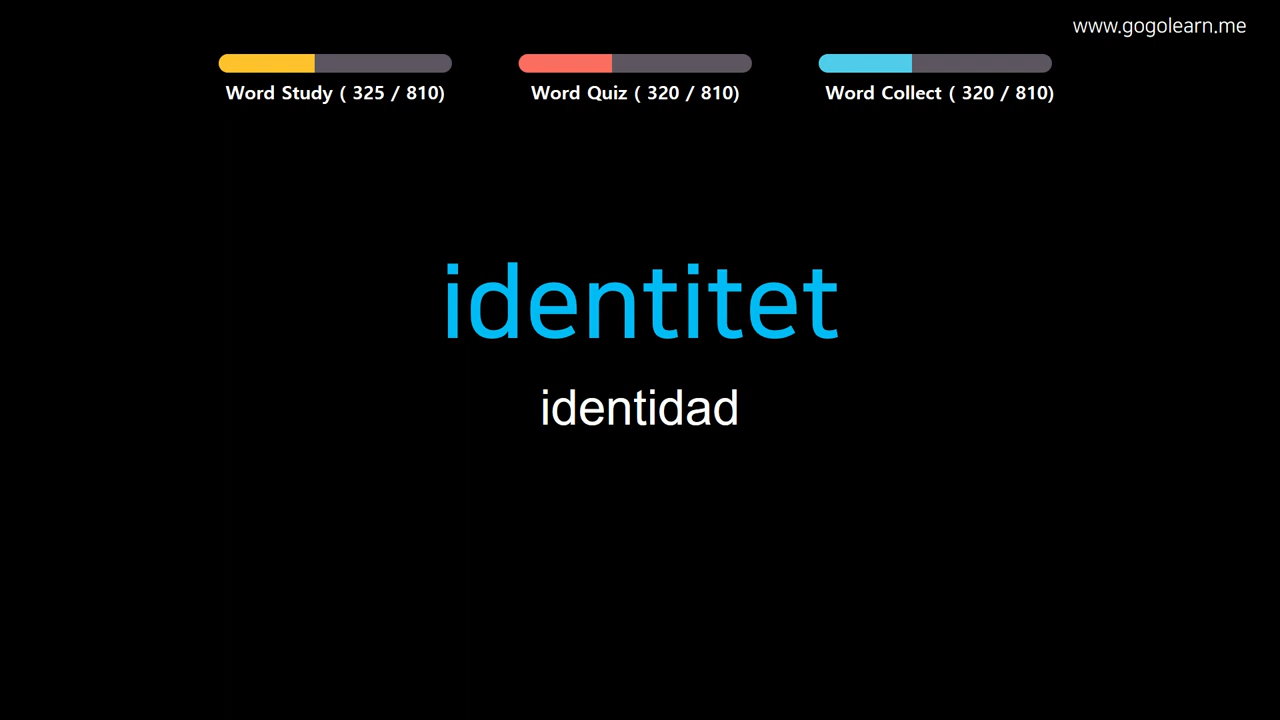 www.gogolearn.me
Word Study ( 325 / 810)
Word Quiz ( 320 / 810)
Word Collect ( 320 / 810)
identitet
identidad